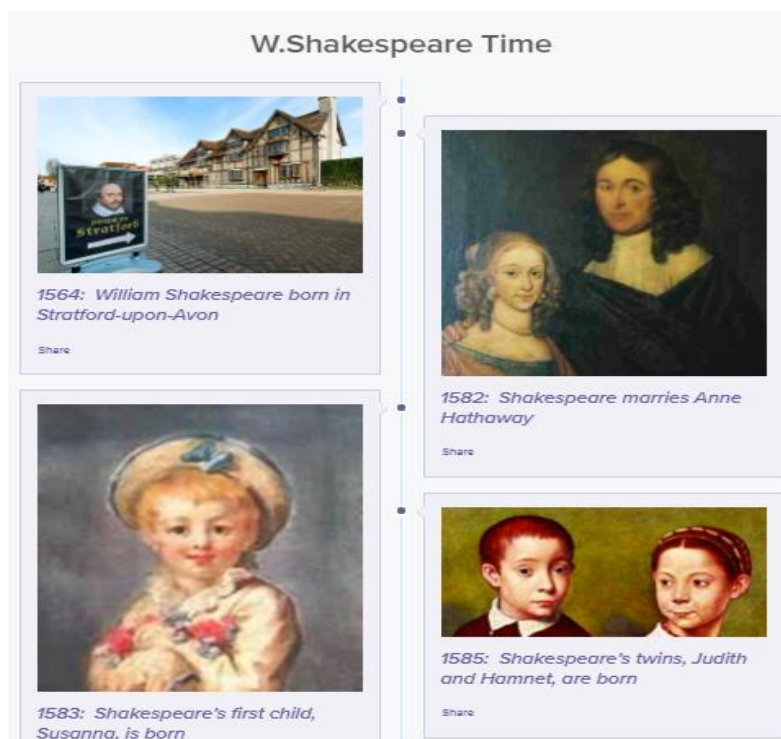 W.Shakespeare Time
Stratford
1564: William Shakespeare born in
Stratford-upon-Avon
Share
1582: Shakespeare marries Anne
Hathaway
Share
1583: Shakespeare's first child,
Susanna, is born
1585: Shakespeare's twins, Judith
and Hamnet, are born
Share